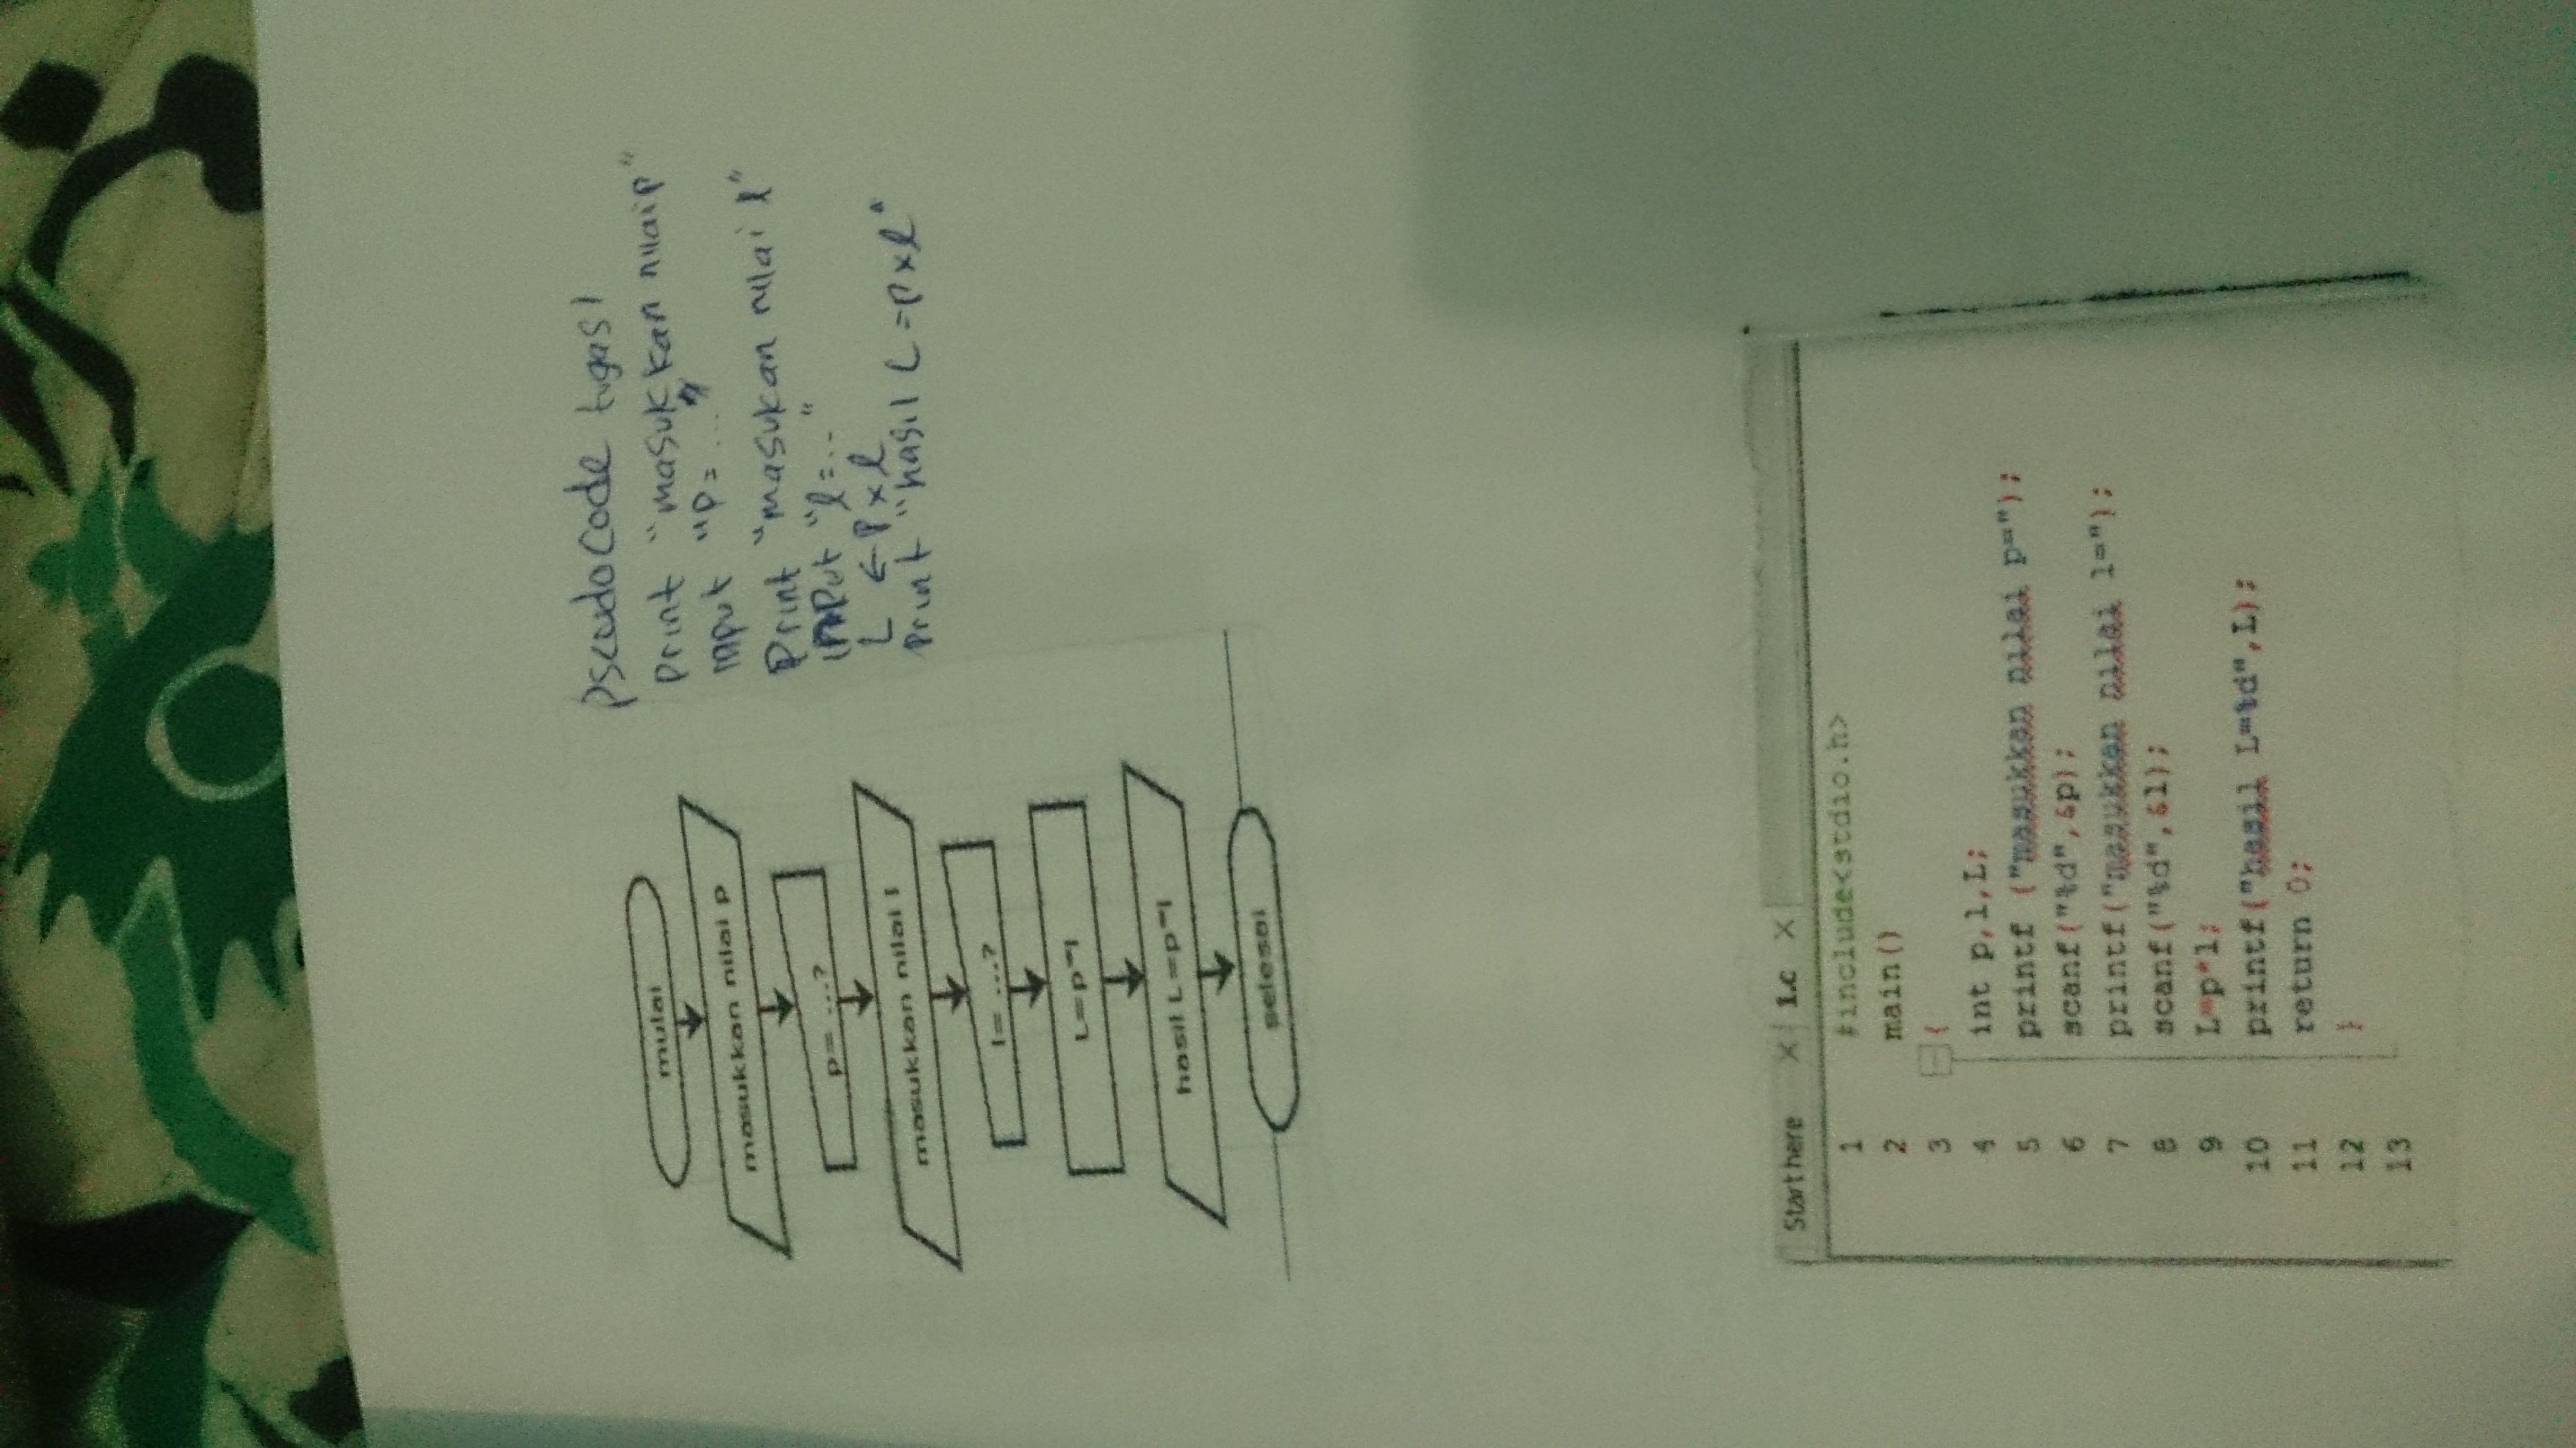 Pseudocode tugas 1
Print "masukkan nilai p"
Input "p = ...."
Print "masukan nilai l"
input "l = ... "
L ← P x l
Print "hasil L = P x l"
mulai
masukkan nilai p
p= ....?
masukkan nilai l
l= ....?
L=p*l
hasil L=p*l
selesai
Start here X 1.c X
1 #include<stdio.h>
2 main()
3 {
4 int p,l,L;
5 printf ("masukkan nilai p=");
6 scanf("%d",&p);
7 printf("masukkan nilai l=");
8 scanf("%d",&l);
9 L=p*l;
10 printf("hasil L=%d",L);
11 return 0;
12 }
13